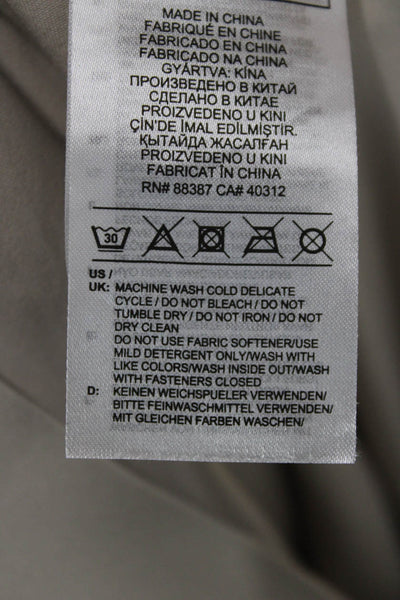 MADE IN CHINA
FABRIQUÉ EN CHINE
FABRICADO EN CHINA
FABRICADO NA CHINA
GYÁRTVA: KÍNA
ПРОИЗВЕДЕНО В КИТАЙ
СДЕЛАНО В КИТАЕ
PROIZVEDENO U KINI
ÇİN'DE İMAL EDİLMİŞTİR.
ҚЫТАЙДА ЖАСАЛҒАН
PROIZVEDENO U KINI
FABRICAT IN CHINA
RN# 88387 CA# 40312
30
US /
UK: MACHINE WASH COLD DELICATE
CYCLE / DO NOT BLEACH / DO NOT
TUMBLE DRY / DO NOT IRON / DO NOT
DRY CLEAN
DO NOT USE FABRIC SOFTENER/USE
MILD DETERGENT ONLY/WASH WITH
LIKE COLORS/WASH INSIDE OUT/WASH
WITH FASTENERS CLOSED
D: KEINEN WEICHSPUELER VERWENDEN/
BITTE FEINWASCHMITTEL VERWENDEN/
MIT GLEICHEN FARBEN WASCHEN/